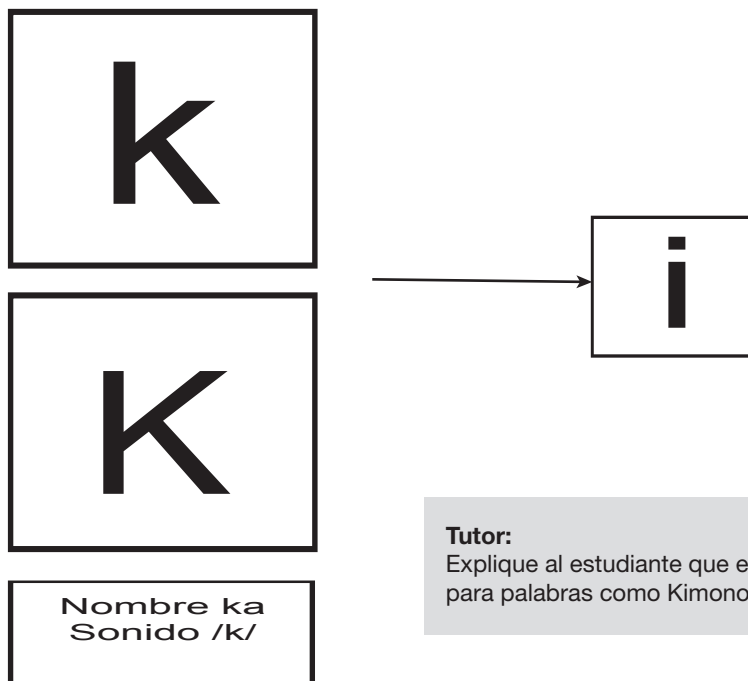 k
K
Nombre ka
Sonido /k/
i
Tutor:
Explique al estudiante que e
para palabras como Kimono